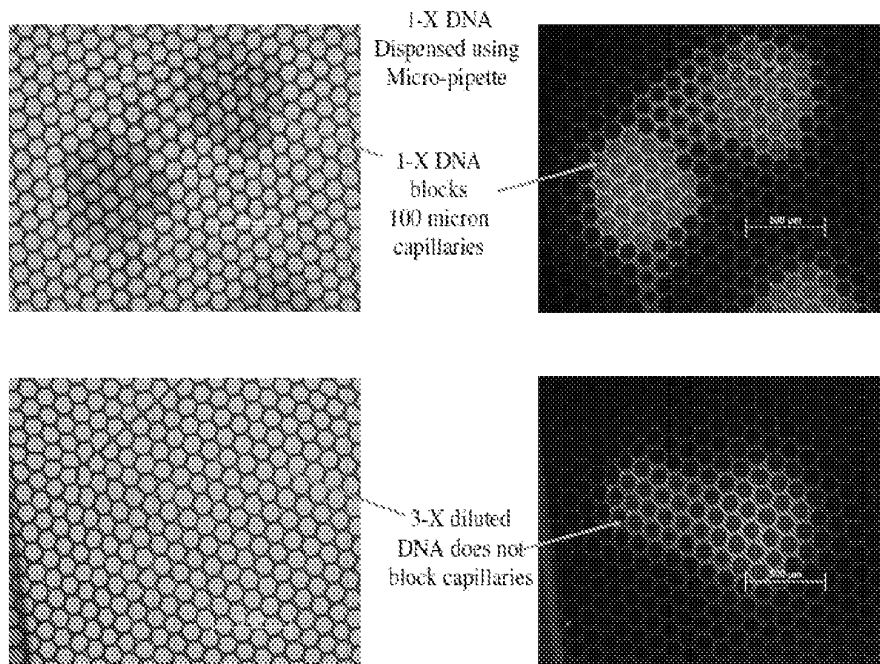 1-X DNA
Dispensed using
Micro-pipette
1-X DNA
blocks
100 micron
capillaries
3-X diluted
DNA does not
block capillaries